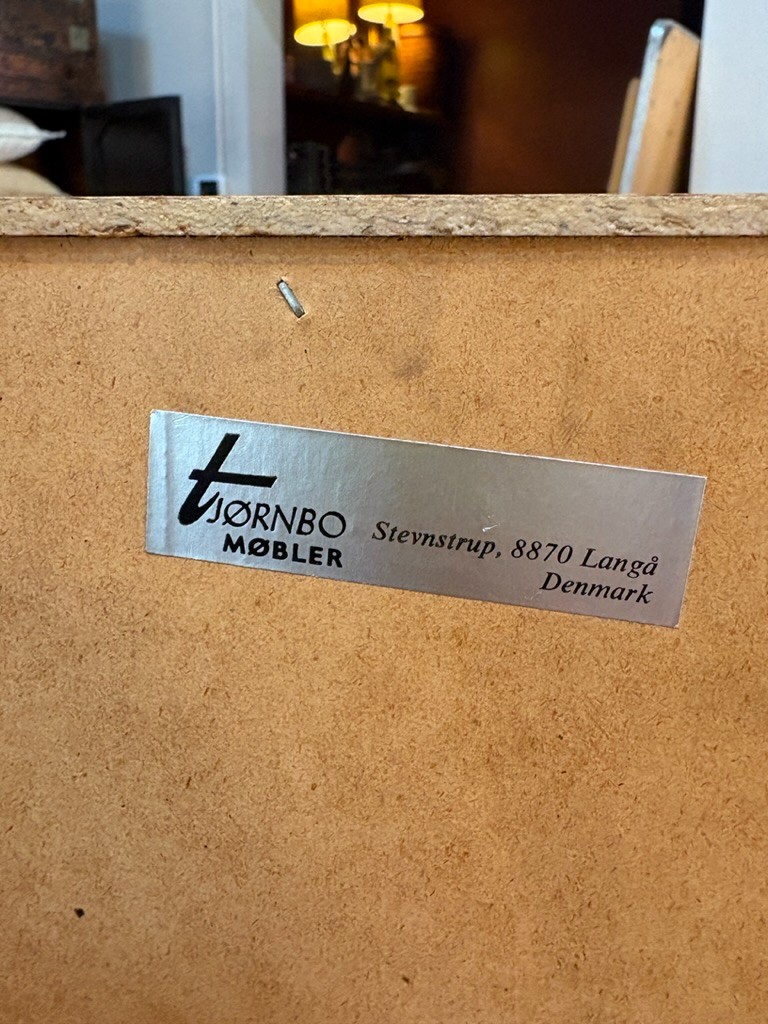 tJØRNBO
MØBLER
Stevnstrup, 8870 Langå
Denmark